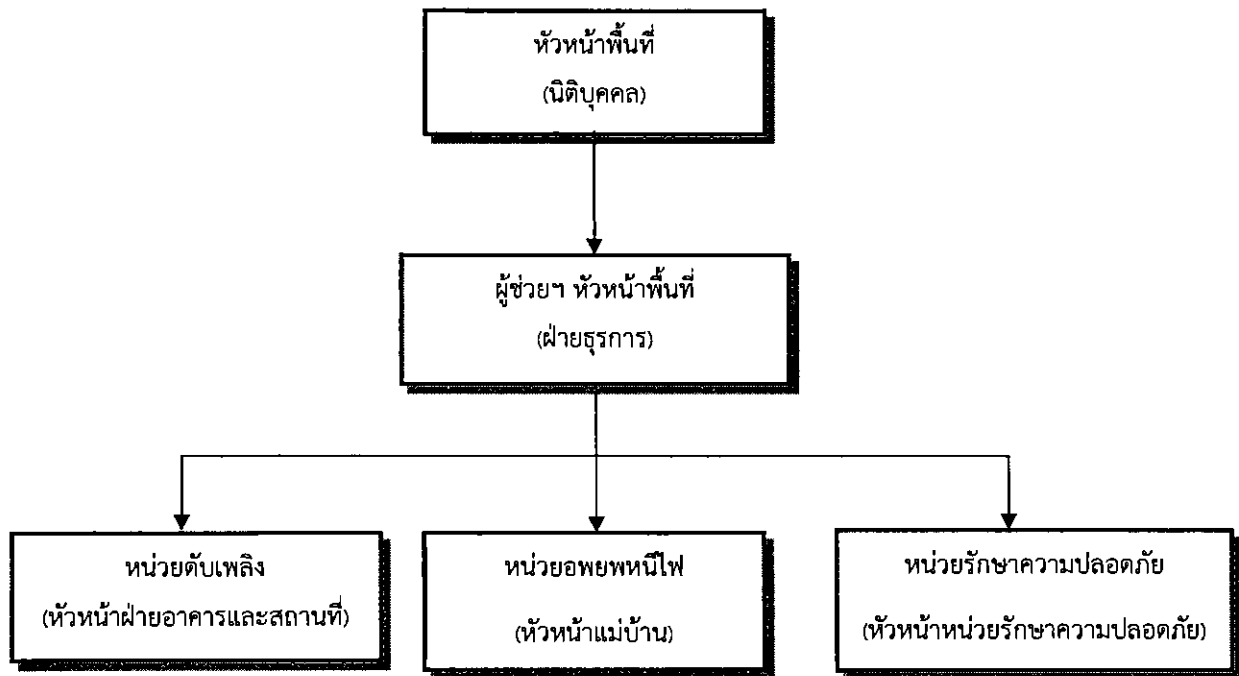 หัวหน้าพื้นที่
(นิติบุคคล)
ผู้ช่วยฯ หัวหน้าพื้นที่
(ฝ่ายธุรการ)
หน่วยดับเพลิง
(หัวหน้าฝ่ายอาคารและสถานที่)
หน่วยอพยพหนีไฟ
(หัวหน้าแม่บ้าน)
หน่วยรักษาความปลอดภัย
(หัวหน้าหน่วยรักษาความปลอดภัย)